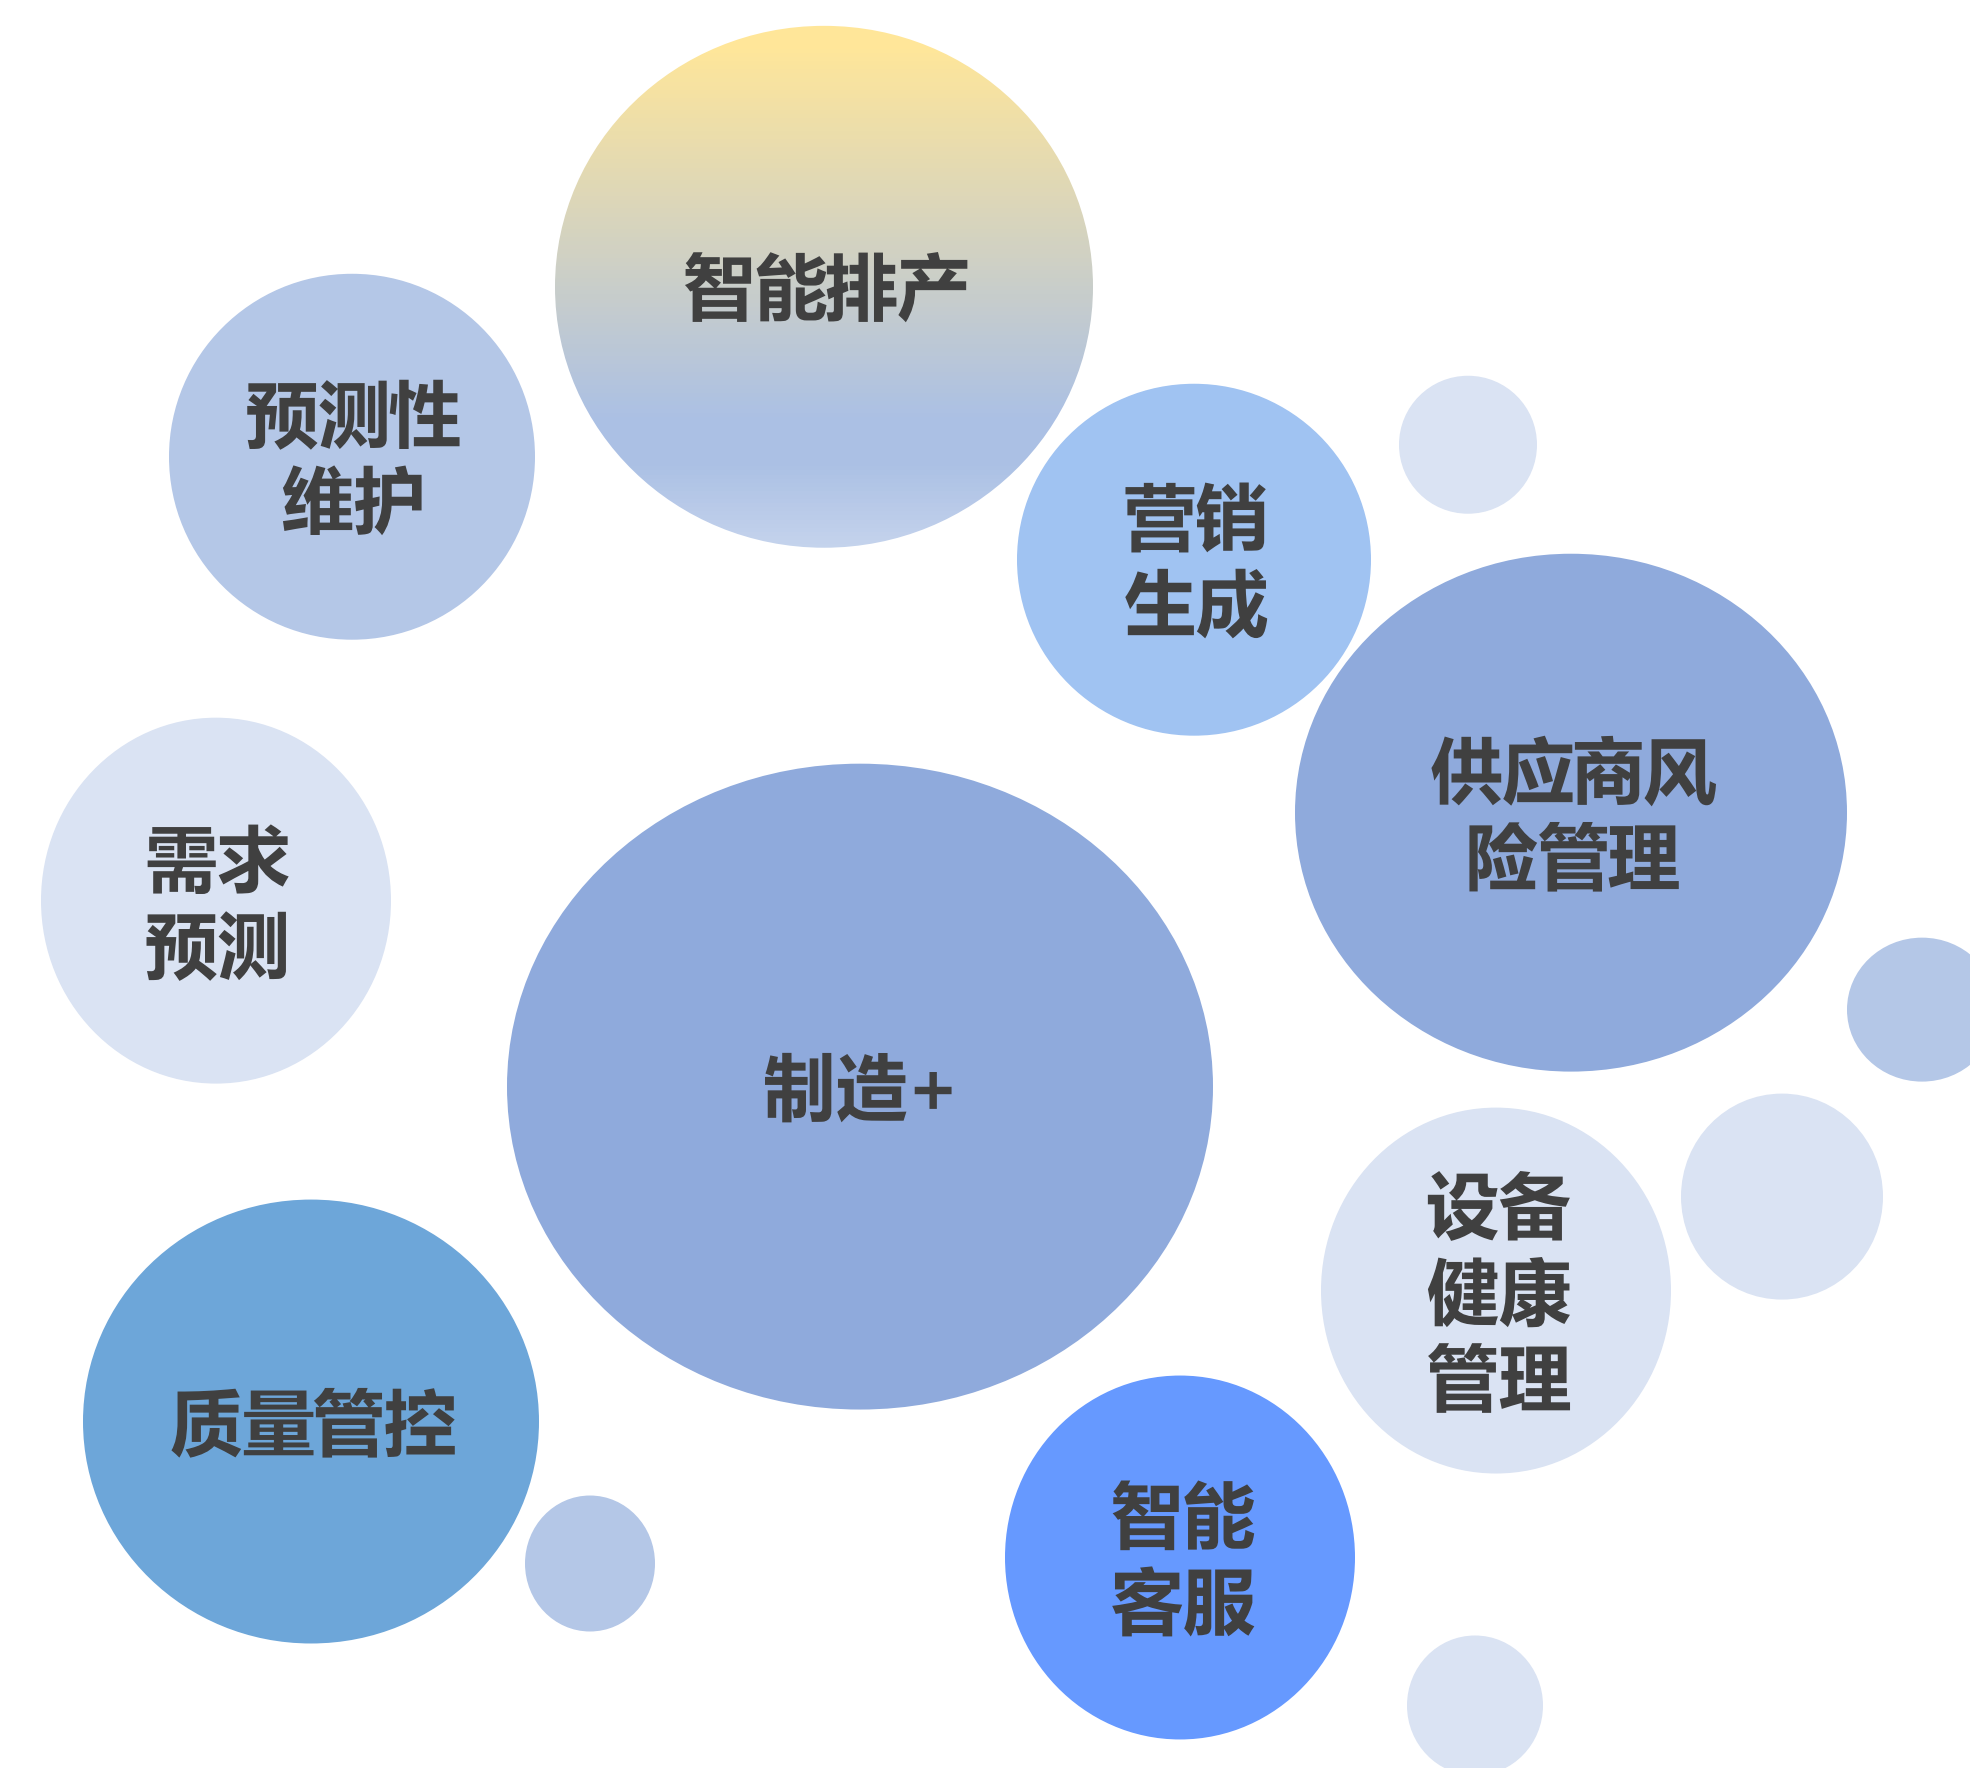 智能排产
预测性
维护
营销
生成
供应商风
险管理
需求
预测
制造+
设备
健康
管理
质量管控
智能
客服